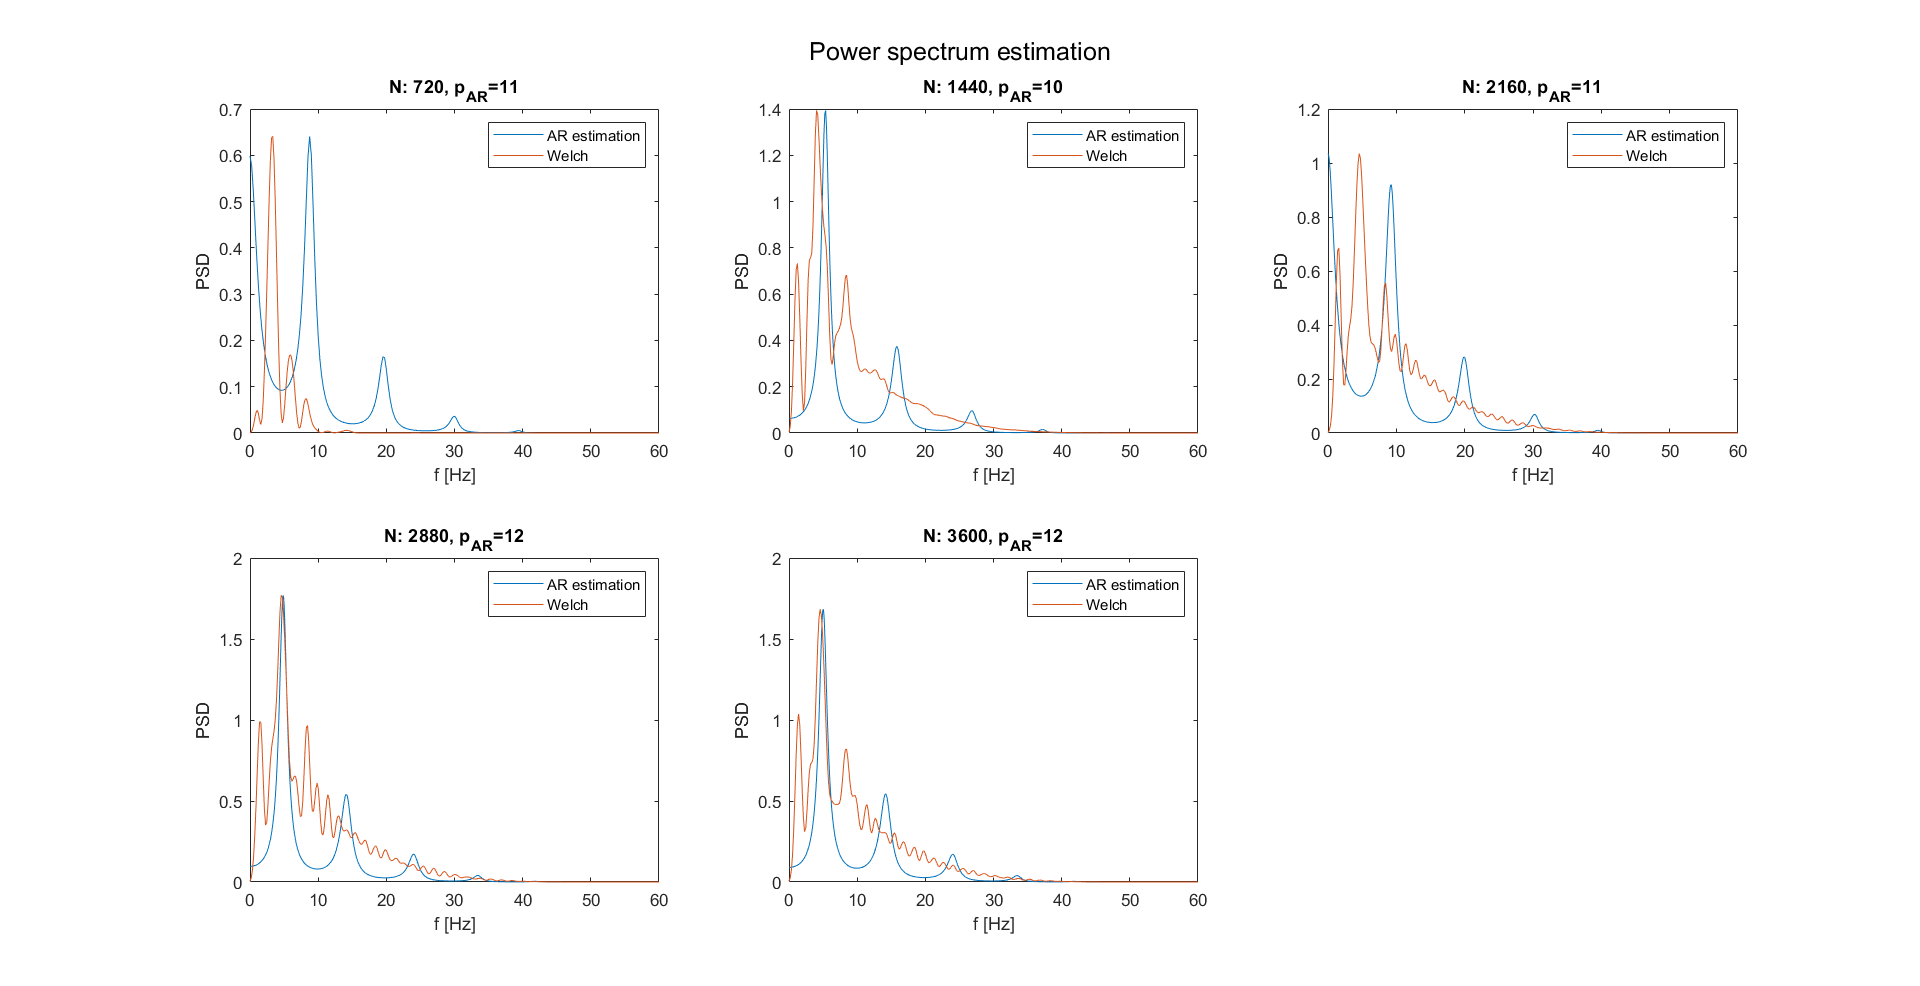 Power spectrum estimation
N: 720, pAR=11
0.7
0.6
0.5
0.4
0.3
0.2
0.1
0
PSD
AR estimation
Welch
0 10 20 30 40 50 60
f [Hz]
N: 1440, pAR=10
1.4
1.2
1
0.8
0.6
0.4
0.2
0
PSD
AR estimation
Welch
0 10 20 30 40 50 60
f [Hz]
N: 2160, pAR=11
1.2
1
0.8
0.6
0.4
0.2
0
PSD
AR estimation
Welch
0 10 20 30 40 50 60
f [Hz]
N: 2880, pAR=12
2
1.5
1
0.5
0
PSD
AR estimation
Welch
0 10 20 30 40 50 60
f [Hz]
N: 3600, pAR=12
2
1.5
1
0.5
0
PSD
AR estimation
Welch
0 10 20 30 40 50 60
f [Hz]